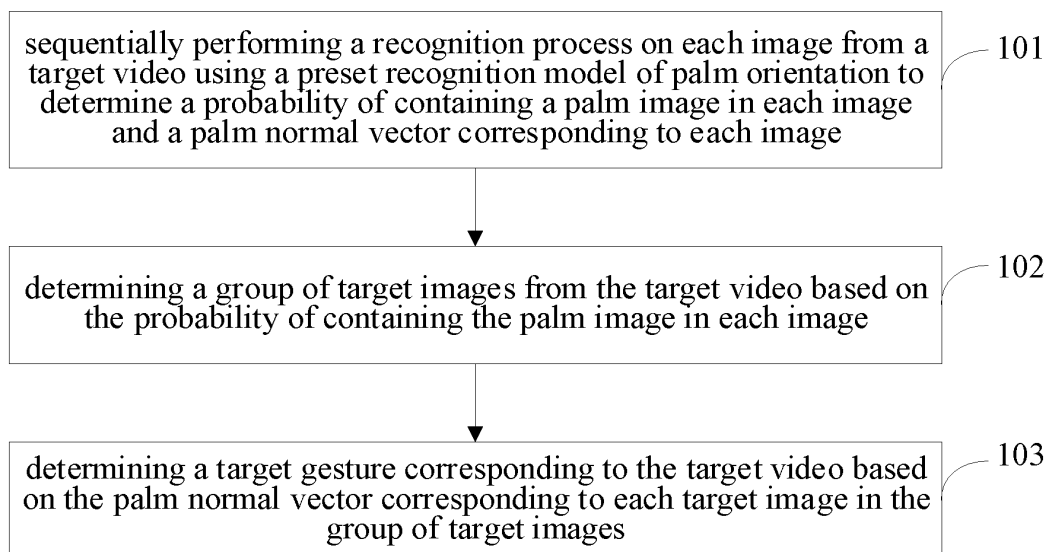 sequentially performing a recognition process on each image from a
target video using a preset recognition model of palm orientation to
determine a probability of containing a palm image in each image
and a palm normal vector corresponding to each image
101
determining a group of target images from the target video based on
the probability of containing the palm image in each image
102
determining a target gesture corresponding to the target video based
on the palm normal vector corresponding to each target image in the
group of target images
103